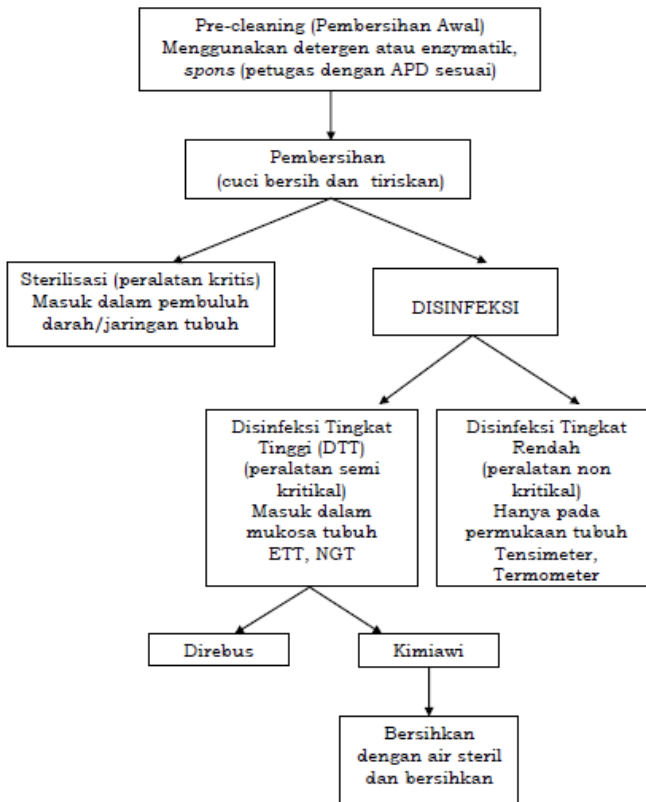 Pre-cleaning (Pembersihan Awal)
Menggunakan detergen atau enzymatik,
spons (petugas dengan APD sesuai)
Pembersihan
(cuci bersih dan tiriskan)
Sterilisasi (peralatan kritis)
Masuk dalam pembuluh
darah/jaringan tubuh
DISINFEKSI
Disinfeksi Tingkat
Tinggi (DTT)
(peralatan semi
kritikal)
Masuk dalam
mukosa tubuh
ETT, NGT
Disinfeksi Tingkat
Rendah
(peralatan non
kritikal)
Hanya pada
permukaan tubuh
Tensimeter,
Termometer
Direbus
Kimiawi
Bersihkan
dengan air steril
dan bersihkan